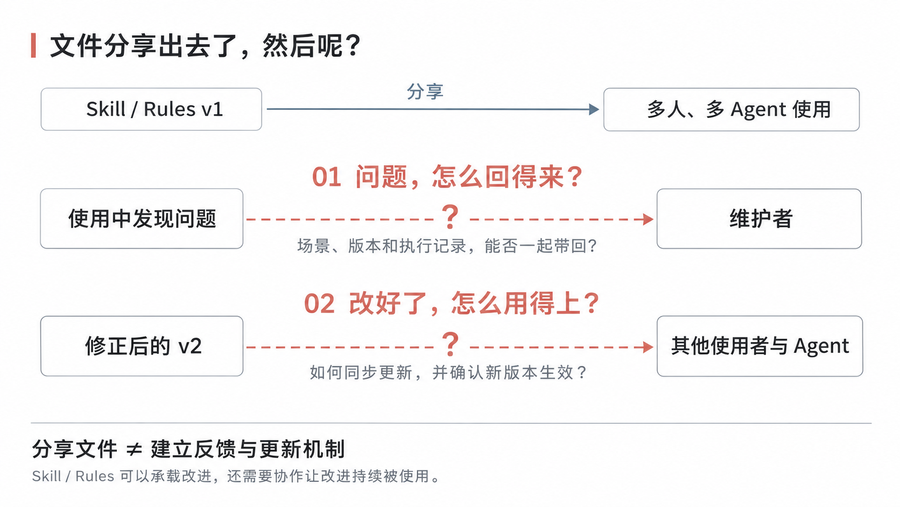 文件分享出去了，然后呢？
Skill / Rules v1
分享
多人、多 Agent 使用
01 问题，怎么回得来？
使用中发现问题
?
维护者
场景、版本和执行记录，能否一起带回？
02 改好了，怎么用得上？
修正后的 v2
?
其他使用者与 Agent
如何同步更新，并确认新版本生效？
分享文件 ≠ 建立反馈与更新机制
Skill / Rules 可以承载改进，还需要协作让改进持续被使用。